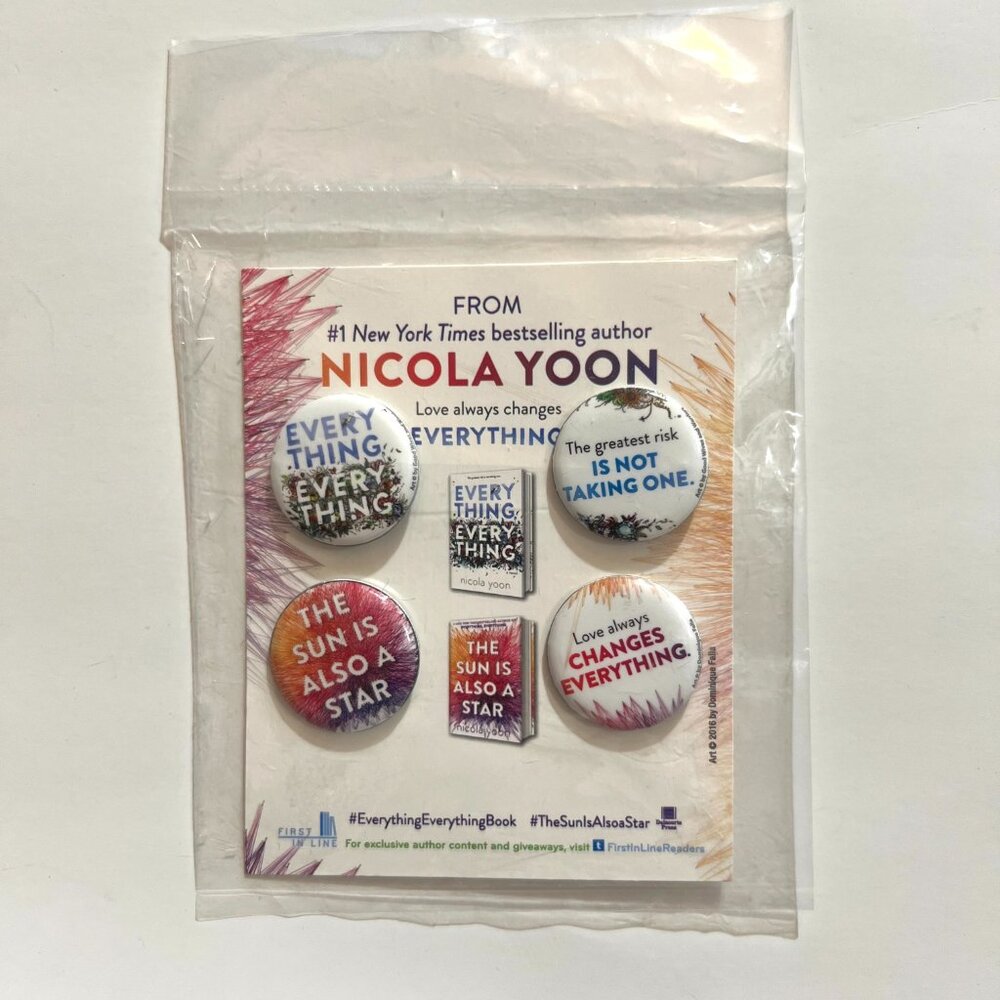 FROM
#1 New York Times bestselling author
NICOLA YOON
Love always changes
EVERYTHING
EVERY
THING,
EVERY
THING
The greatest risk
IS NOT
TAKING ONE.
EVERY
THING,
EVERY
THING
nicola yoon
THE
SUN IS
ALSO A
STAR
THE
SUN IS
ALSO A
STAR
nicola yoon
Love always
CHANGES
EVERYTHING.
Art © 2016 by Dominique Falla
#EverythingEverythingBook #TheSunIsAlsoaStar
Delacorte
Press
FIRST
IN LINE
For exclusive author content and giveaways, visit t FirstInLineReaders